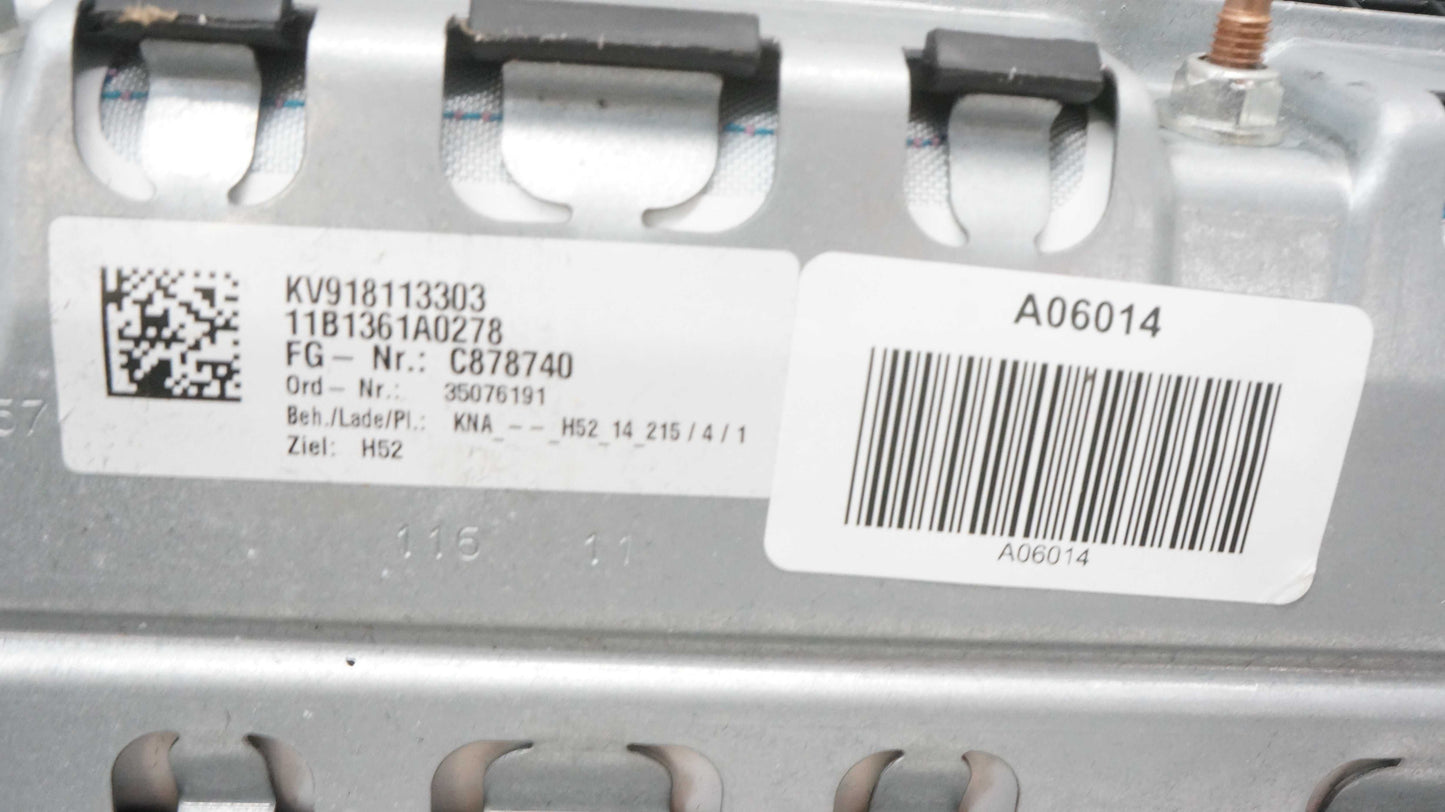 KV918113303
11B1361A0278
FG – Nr.: C878740
Ord – Nr.: 35076191
Beh./Lade/Pl.: KNA_ – – _H52_14_215 / 4 / 1
Ziel: H52
A06014
A06014
57
116 11